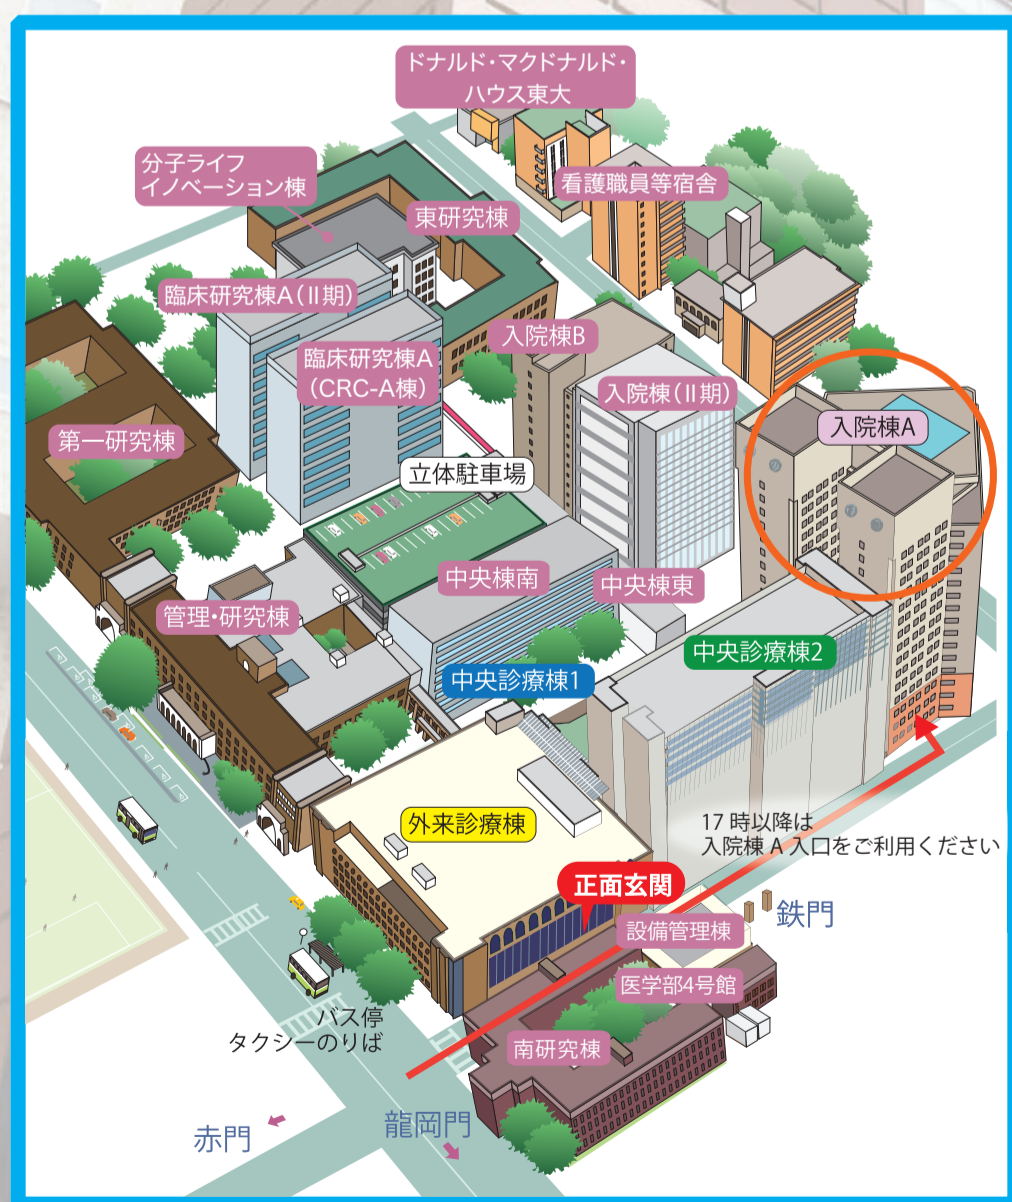 ドナルド・マクドナルド・
ハウス東大
分子ライフ
イノベーション棟
看護職員等宿舎
東研究棟
臨床研究棟A(II期)
入院棟B
臨床研究棟A
(CRC-A棟)
入院棟(II期)
入院棟A
第一研究棟
立体駐車場
中央棟南
中央棟東
管理・研究棟
中央診療棟2
中央診療棟1
外来診療棟
17時以降は
入院棟A入口をご利用ください
正面玄関
鉄門
設備管理棟
医学部4号館
バス停
タクシーのりば
南研究棟
赤門
龍岡門